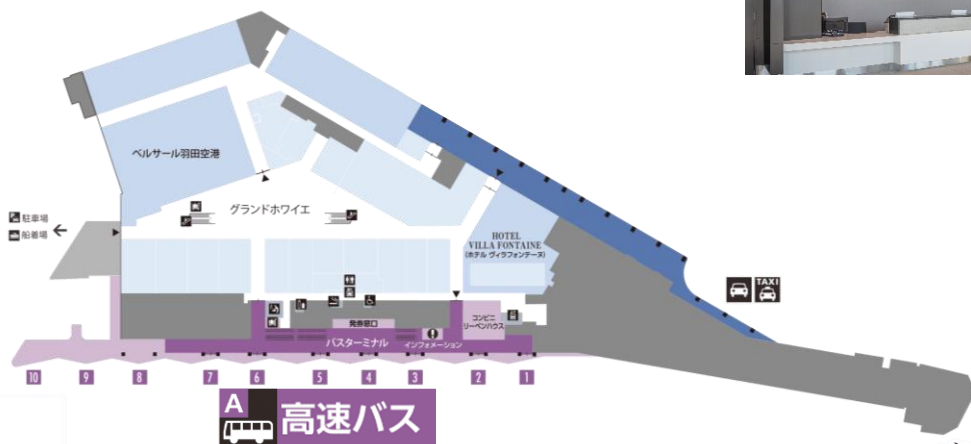 ベルサール羽田空港
グランドホワイエ
駐車場
船着場
HOTEL
VILLA FONTAINE
(ホテル ヴィラフォンテーヌ)
コンビニ
リーベンハウス
発券窓口
バスターミナル
インフォメーション
10 9 8 7 6 5 4 3 2 1
TAXI
A 高速バス